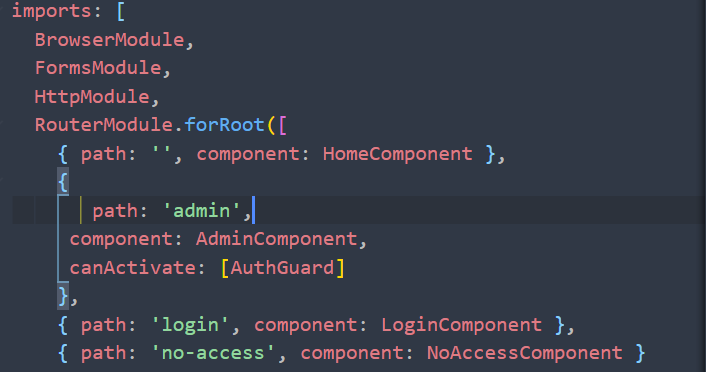 imports: [
BrowserModule,
FormsModule,
HttpModule,
RouterModule.forRoot([
{ path: '', component: HomeComponent },
{
path: 'admin',
component: AdminComponent,
canActivate: [AuthGuard]
},
{ path: 'login', component: LoginComponent },
{ path: 'no-access', component: NoAccessComponent }